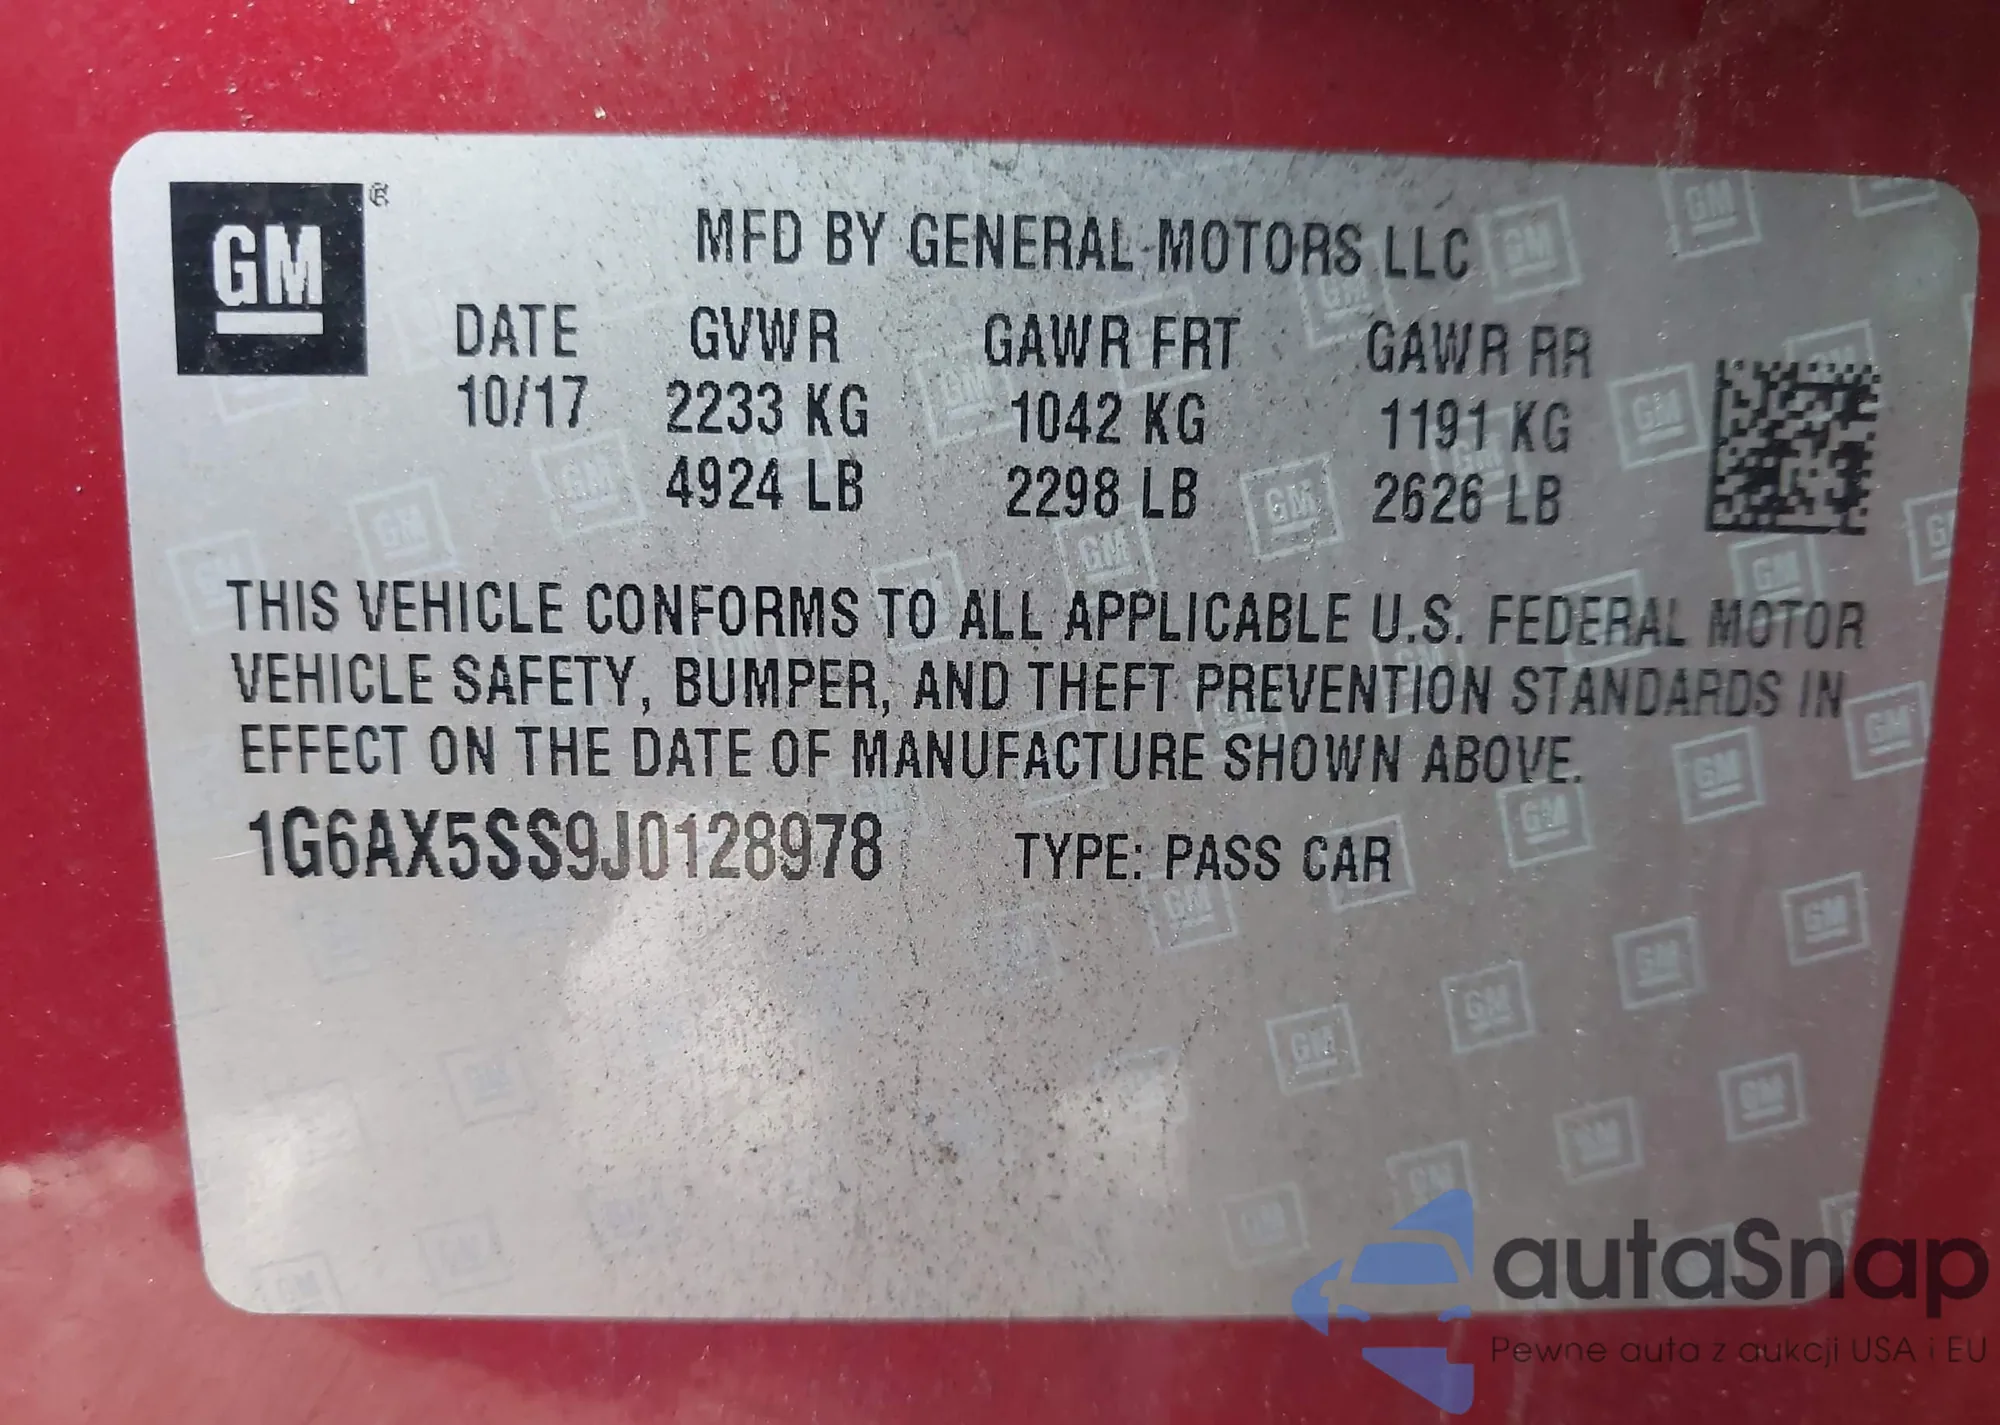 GM ®
MFD BY GENERAL MOTORS LLC
DATE GVWR GAWR FRT GAWR RR
10/17 2233 KG 1042 KG 1191 KG
4924 LB 2298 LB 2626 LB
THIS VEHICLE CONFORMS TO ALL APPLICABLE U.S. FEDERAL MOTOR
VEHICLE SAFETY, BUMPER, AND THEFT PREVENTION STANDARDS IN
EFFECT ON THE DATE OF MANUFACTURE SHOWN ABOVE.
1G6AX5SS9J0128978 TYPE: PASS CAR
autaSnap
Pewne auta z aukcji USA i EU